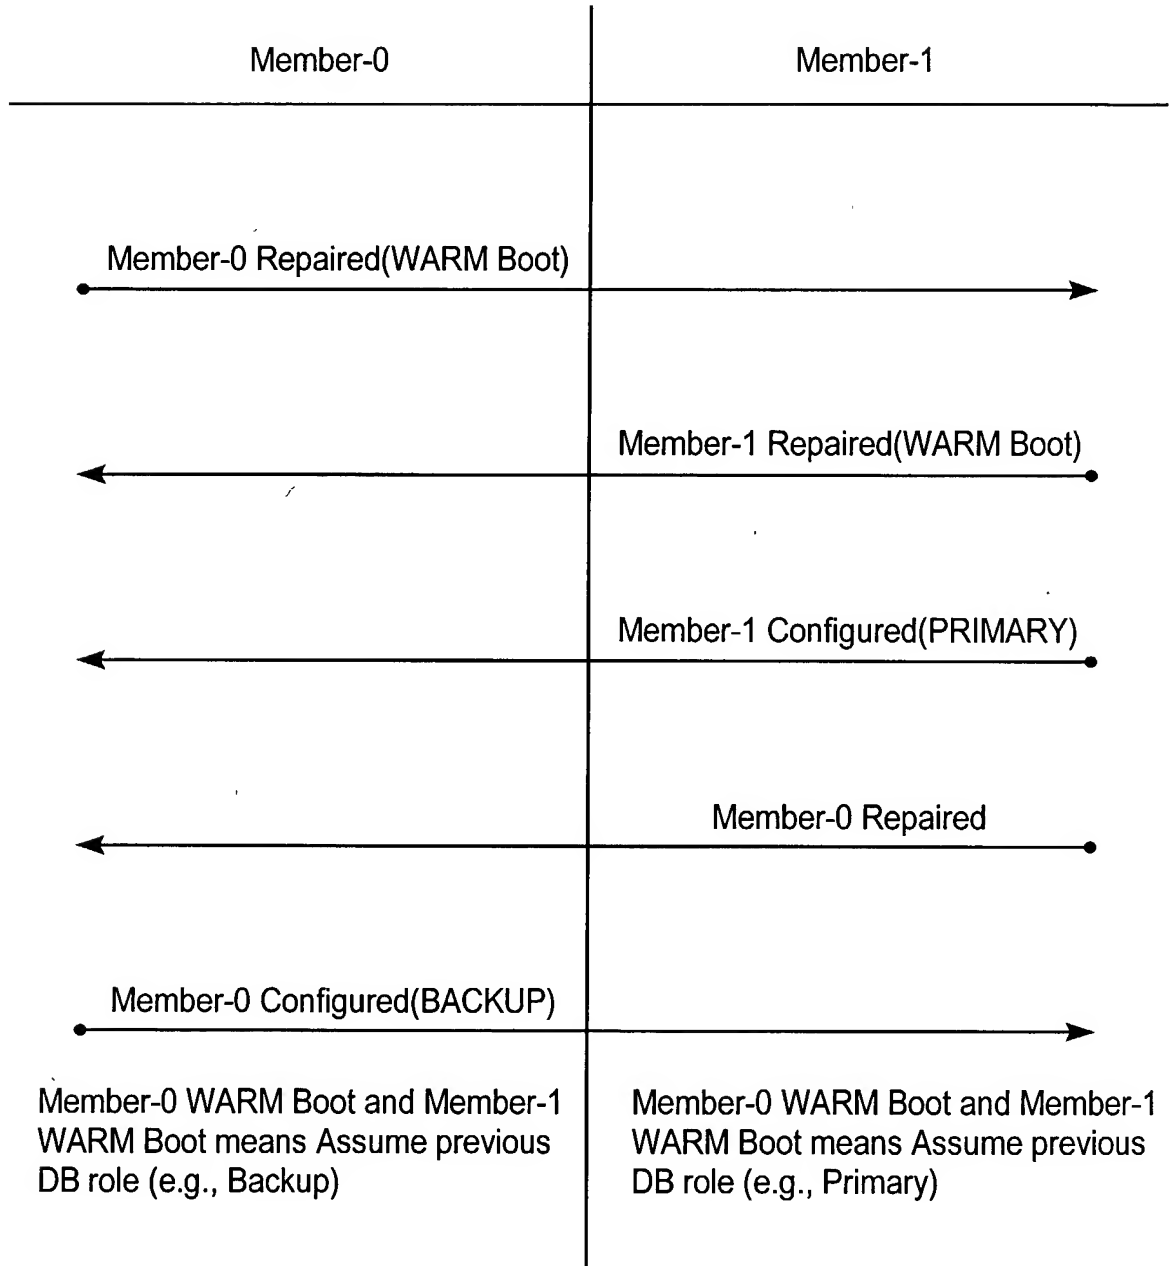 Member-0
Member-1
Member-0 Repaired(WARM Boot)
Member-1 Repaired(WARM Boot)
Member-1 Configured(PRIMARY)
Member-0 Repaired
Member-0 Configured(BACKUP)
Member-0 WARM Boot and Member-1
WARM Boot means Assume previous
DB role (e.g., Backup)
Member-0 WARM Boot and Member-1
WARM Boot means Assume previous
DB role (e.g., Primary)